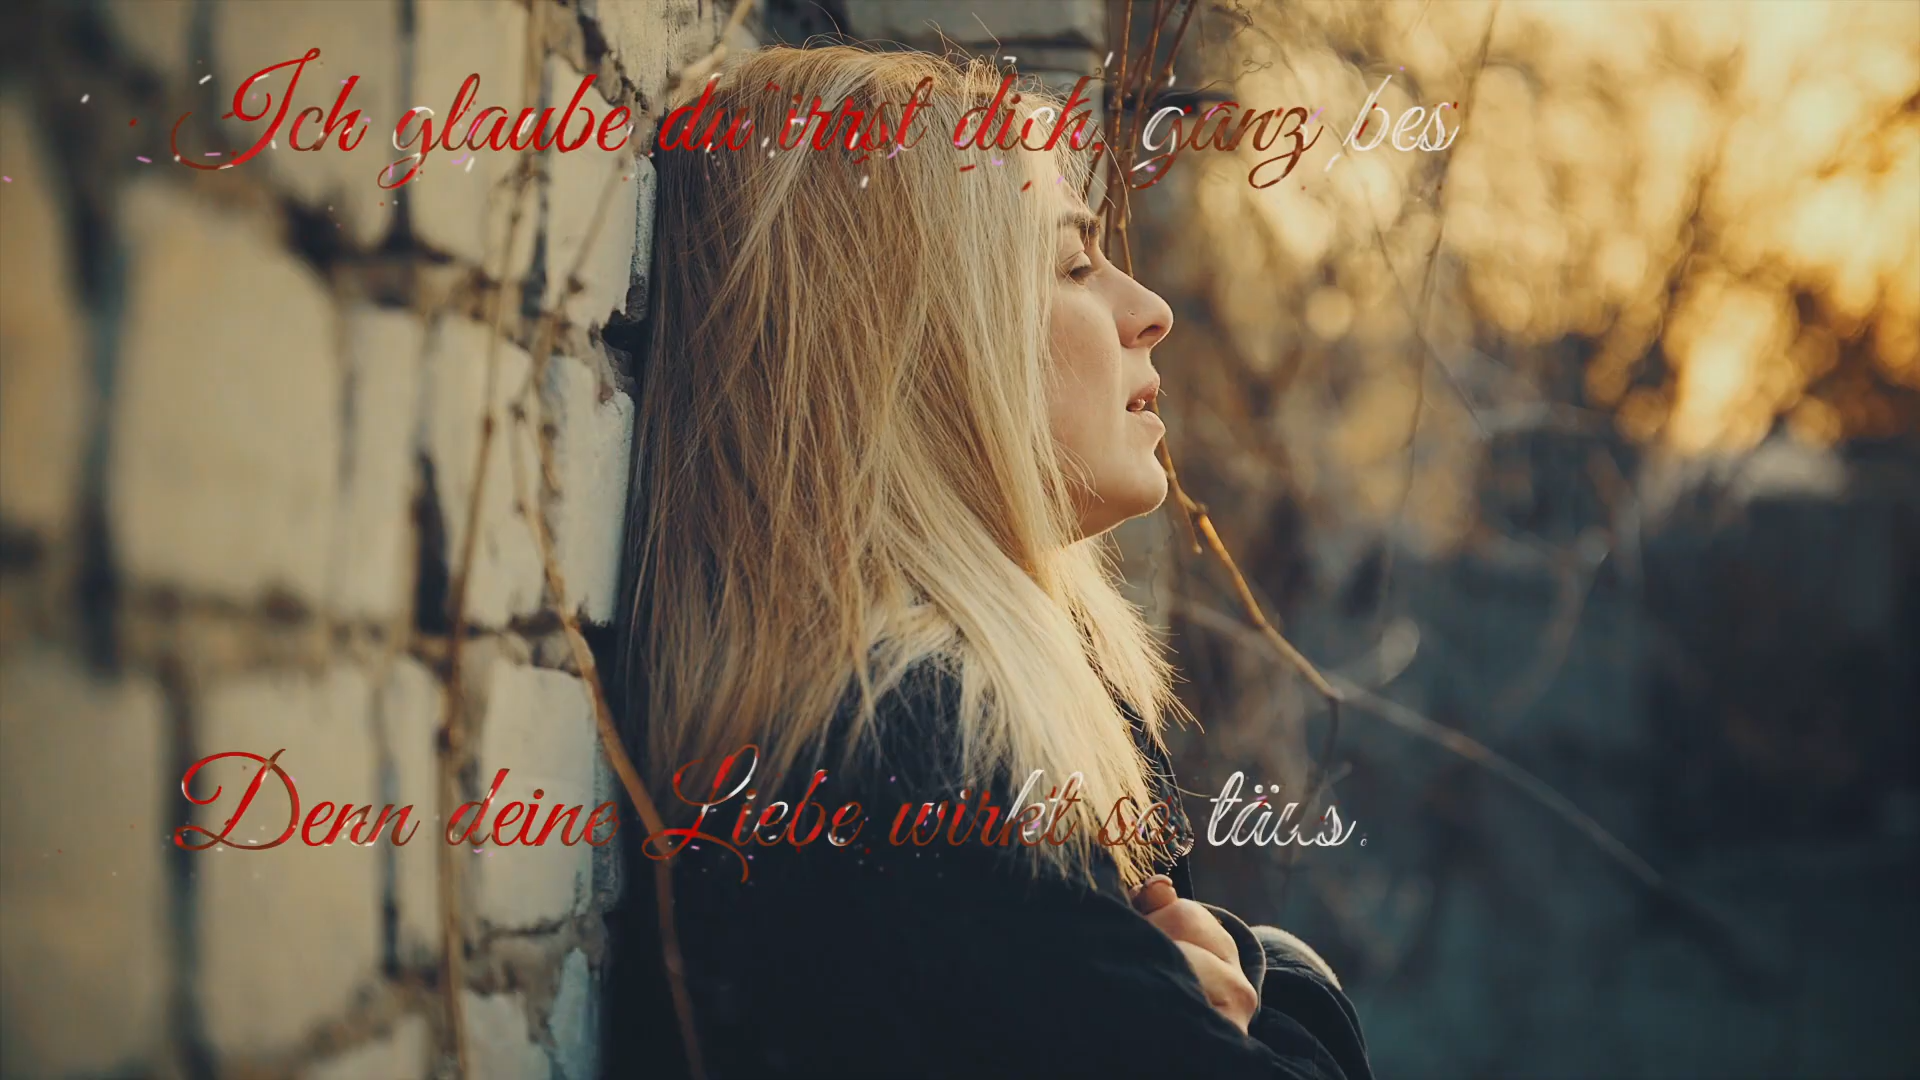 Ich glaube du irrst dich, ganz bes
Denn deine Liebe wirkt so täus